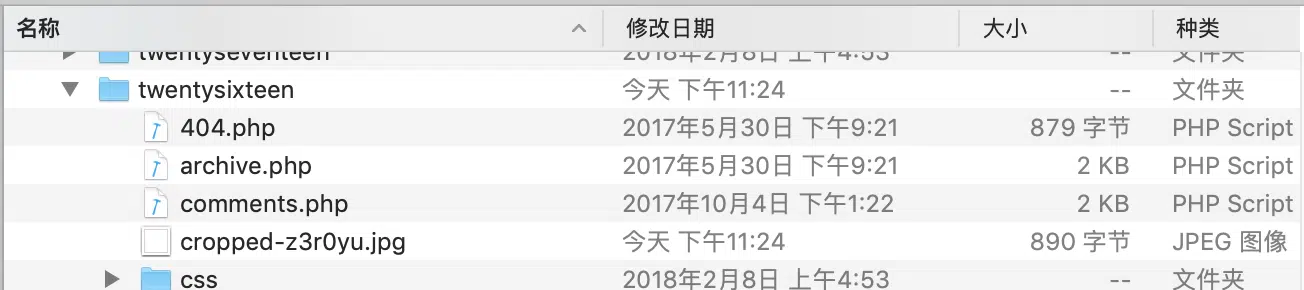 名称 修改日期 大小 种类
twentyseventeen 2018年2月8日 上午4:53 -- 文件夹
twentysixteen 今天 下午11:24 -- 文件夹
404.php 2017年5月30日 下午9:21 879 字节 PHP Script
archive.php 2017年5月30日 下午9:21 2 KB PHP Script
comments.php 2017年10月4日 下午1:22 2 KB PHP Script
cropped-z3r0yu.jpg 今天 下午11:24 890 字节 JPEG 图像
css 2018年2月8日 上午4:53 -- 文件夹